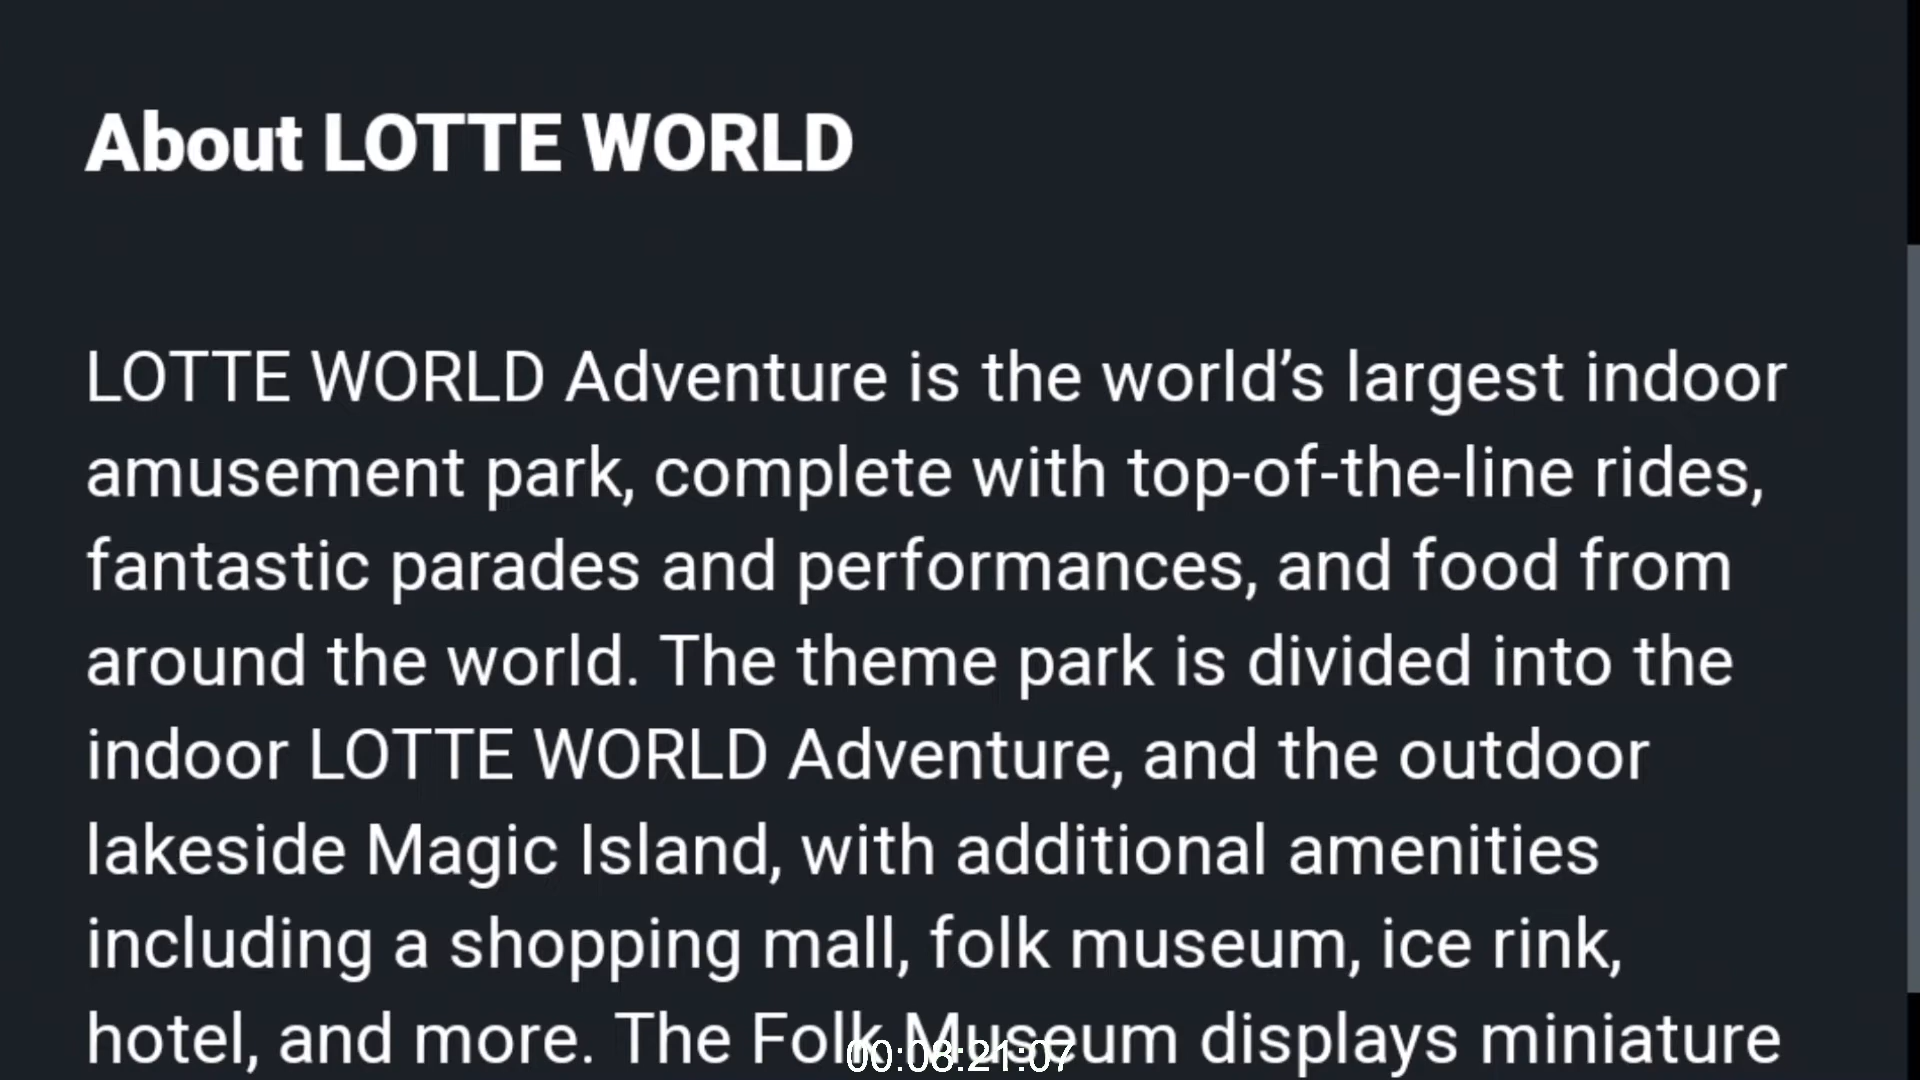 About LOTTE WORLD
LOTTE WORLD Adventure is the world’s largest indoor
amusement park, complete with top-of-the-line rides,
fantastic parades and performances, and food from
around the world. The theme park is divided into the
indoor LOTTE WORLD Adventure, and the outdoor
lakeside Magic Island, with additional amenities
including a shopping mall, folk museum, ice rink,
hotel, and more. The Folk Museum displays miniature
00:08:21:07